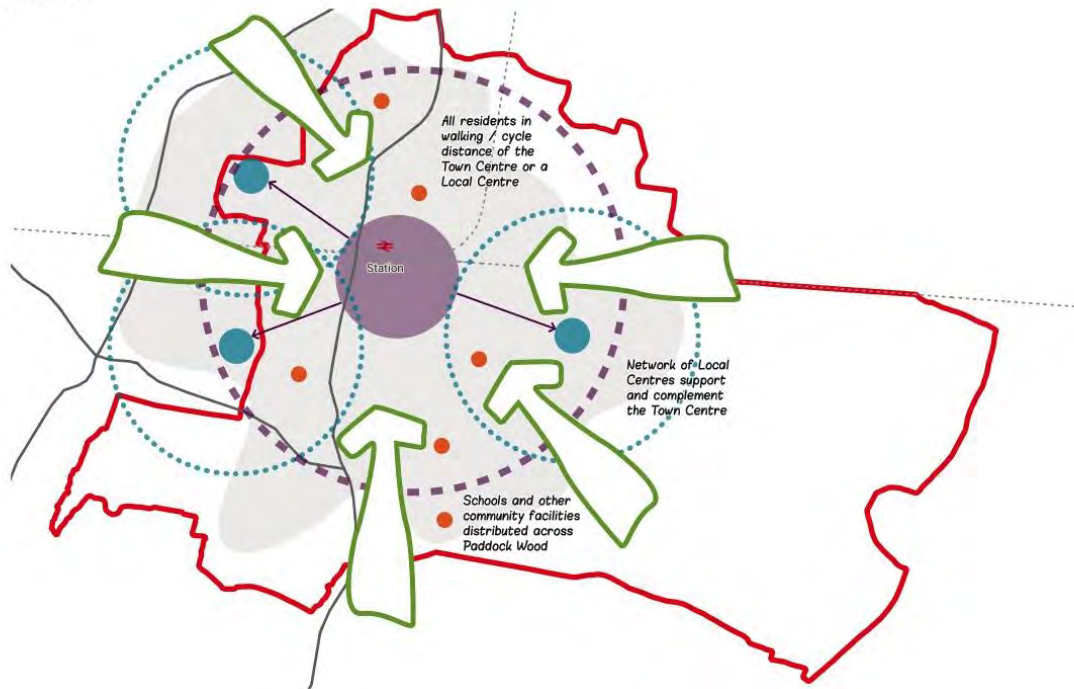 All residents in
walking / cycle
distance of the
Town Centre or a
Local Centre
Station
Network of Local
Centres support
and complement
the Town Centre
Schools and other
community facilities
distributed across
Paddock Wood